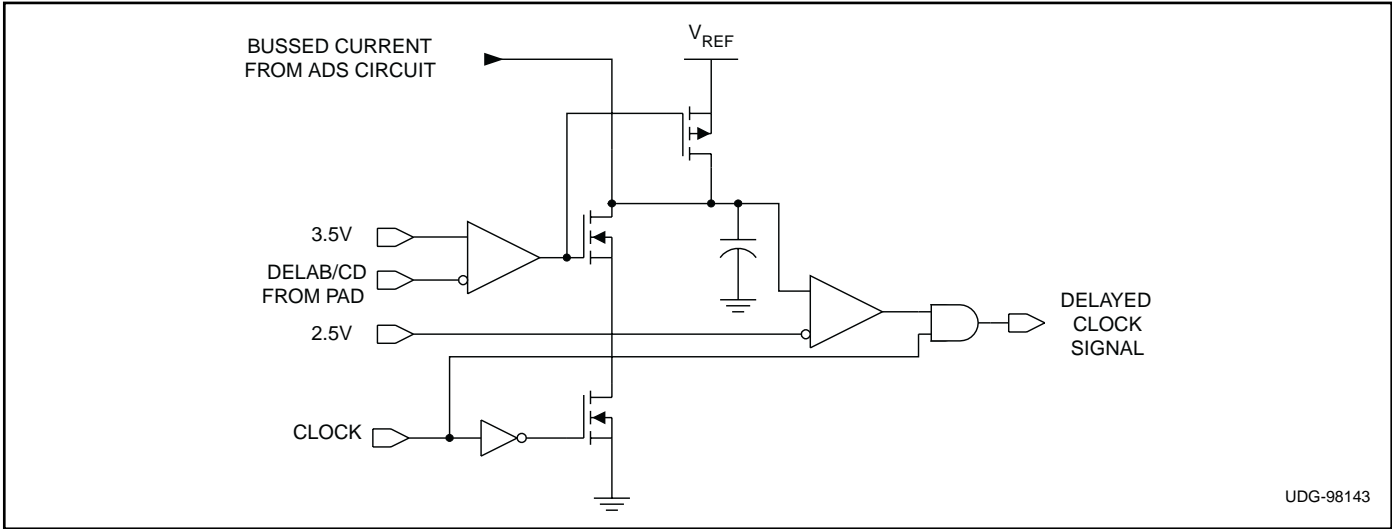 BUSSED CURRENT
FROM ADS CIRCUIT
VREF
3.5V
DELAB/CD
FROM PAD
2.5V
DELAYED
CLOCK
SIGNAL
CLOCK
UDG-98143